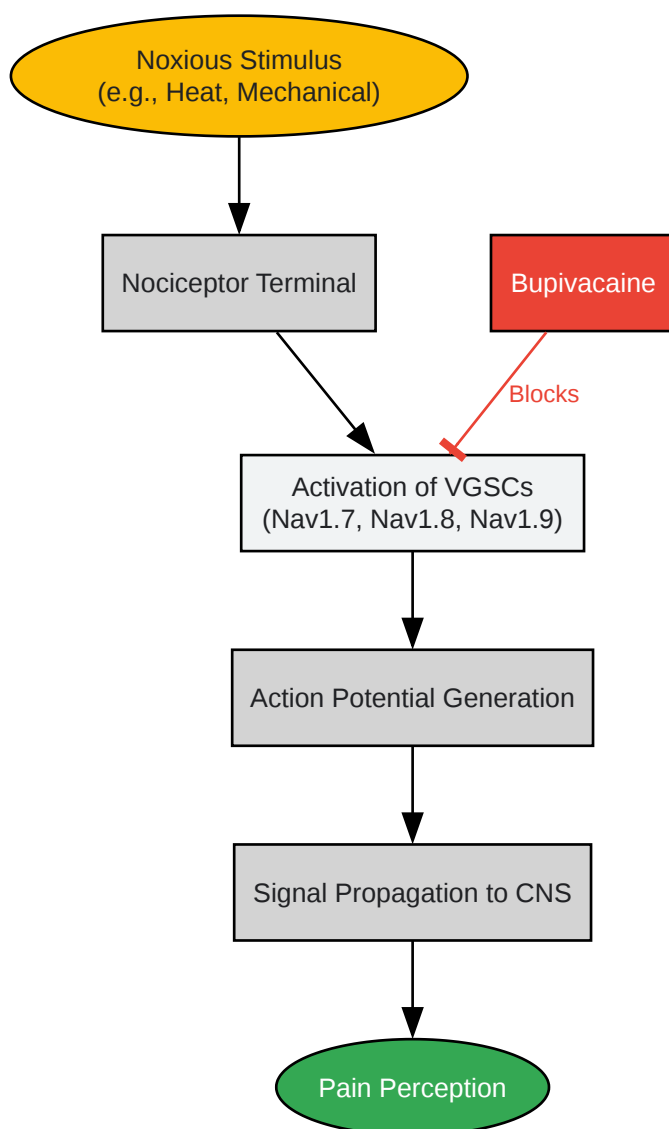 Noxious Stimulus
(e.g., Heat, Mechanical)
Nociceptor Terminal
Bupivacaine
Blocks
Activation of VGSCs
(Nav1.7, Nav1.8, Nav1.9)
Action Potential Generation
Signal Propagation to CNS
Pain Perception